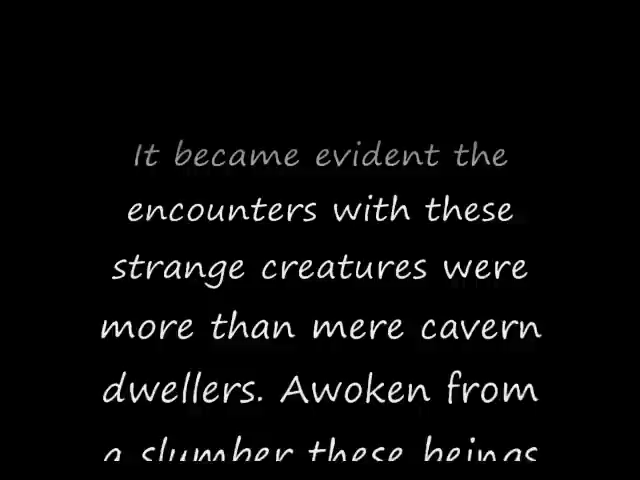 It became evident the
encounters with these
strange creatures were
more than mere cavern
dwellers. Awoken from
a slumber these beings